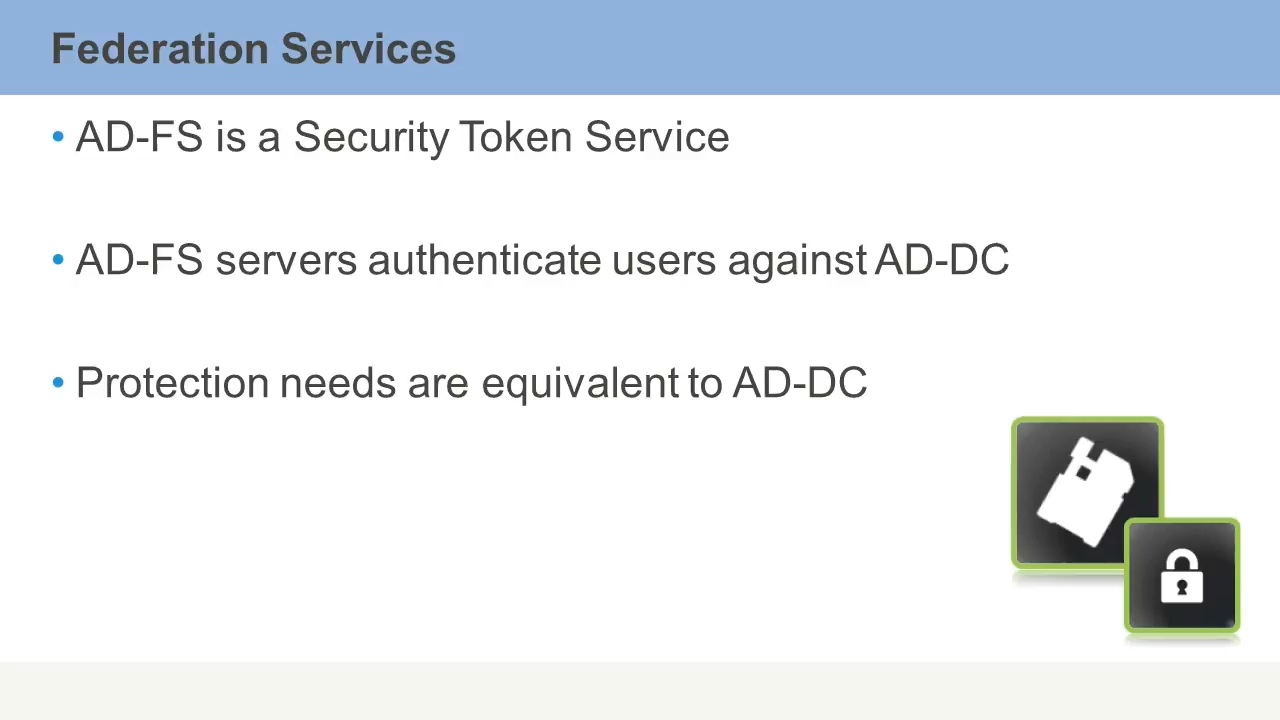 Federation Services
• AD-FS is a Security Token Service
• AD-FS servers authenticate users against AD-DC
• Protection needs are equivalent to AD-DC